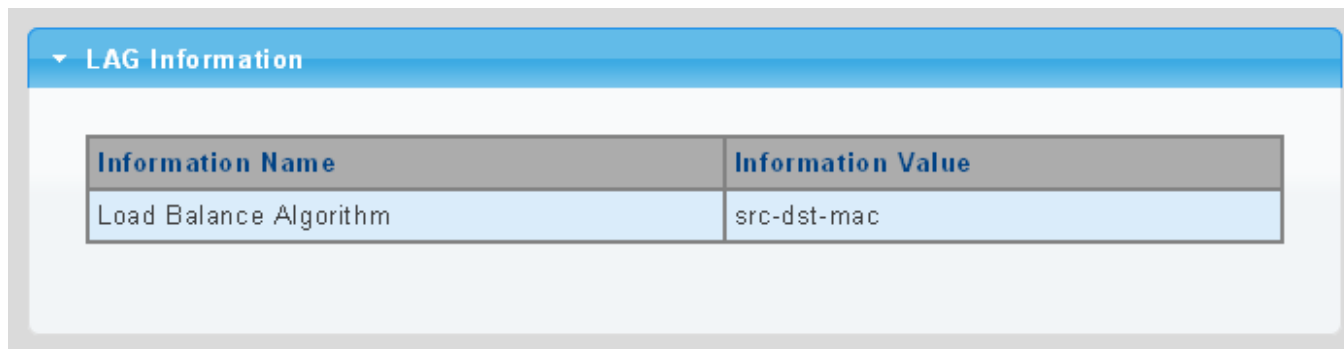 LAG Information
Information Name Information Value
Load Balance Algorithm src-dst-mac